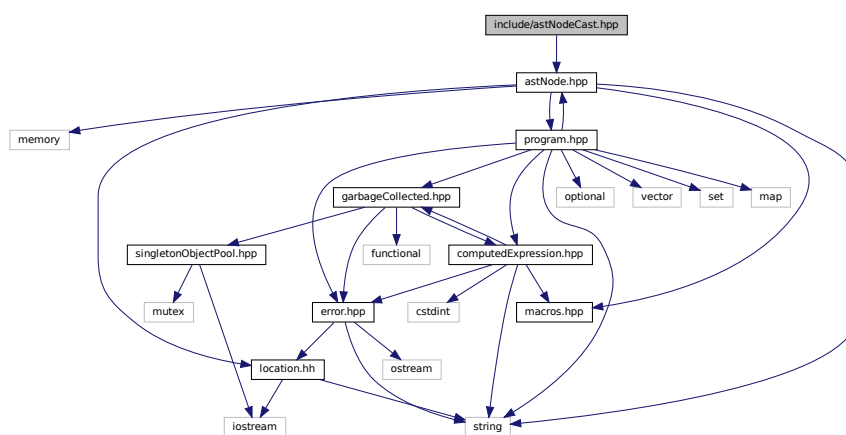 include/astNodeCast.hpp
astNode.hpp
memory
program.hpp
garbageCollected.hpp
optional
vector
set
map
singletonObjectPool.hpp
functional
computedExpression.hpp
mutex
error.hpp
cstdint
macros.hpp
location.hh
ostream
iostream
string